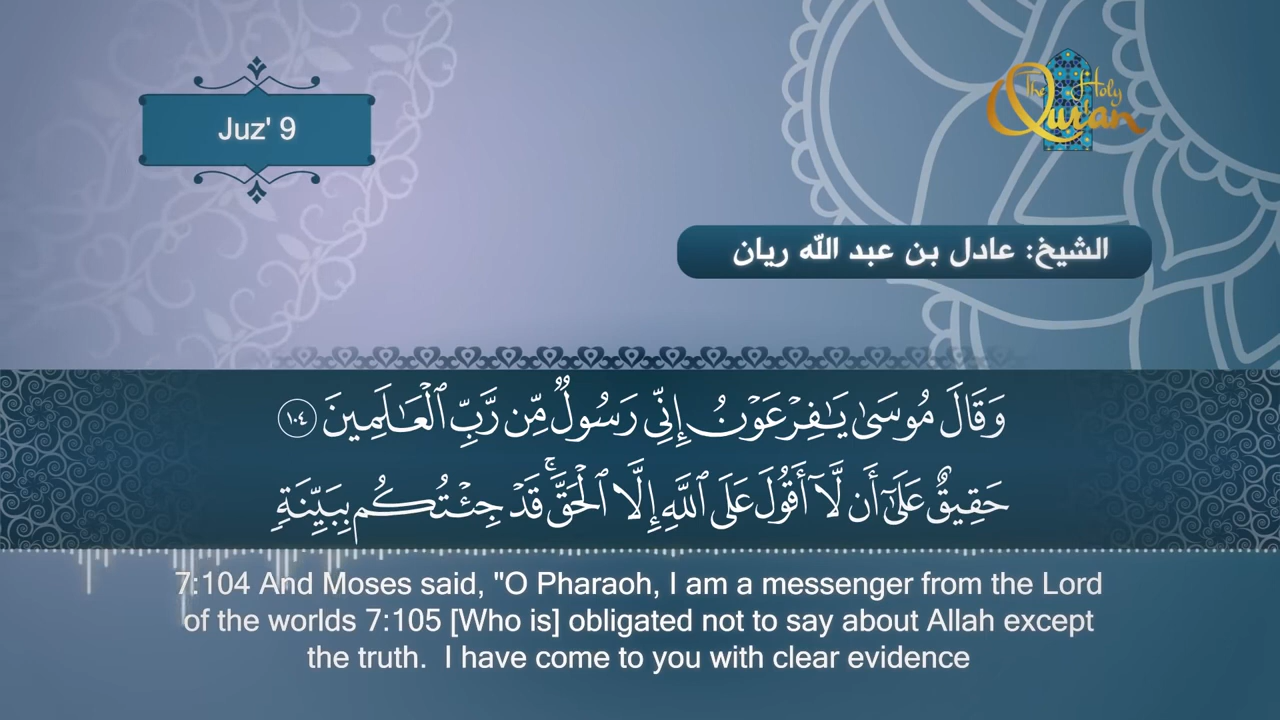 Juz' 9
The Holy
Quran
الشيخ: عادل بن عبد الله ريان
وَقَالَ مُوسَىٰ يَـٰفِرْعَوْنُ إِنِّى رَسُولٌ مِّن رَّبِّ ٱلْعَـٰلَمِينَ ١٠٤
حَقِيقٌ عَلَىٰٓ أَن لَّآ أَقُولَ عَلَى ٱللَّهِ إِلَّا ٱلْحَقَّ ۚ قَدْ جِئْتُكُم بِبَيِّنَةٍ
7:104 And Moses said, "O Pharaoh, I am a messenger from the Lord
of the worlds 7:105 [Who is] obligated not to say about Allah except
the truth.  I have come to you with clear evidence